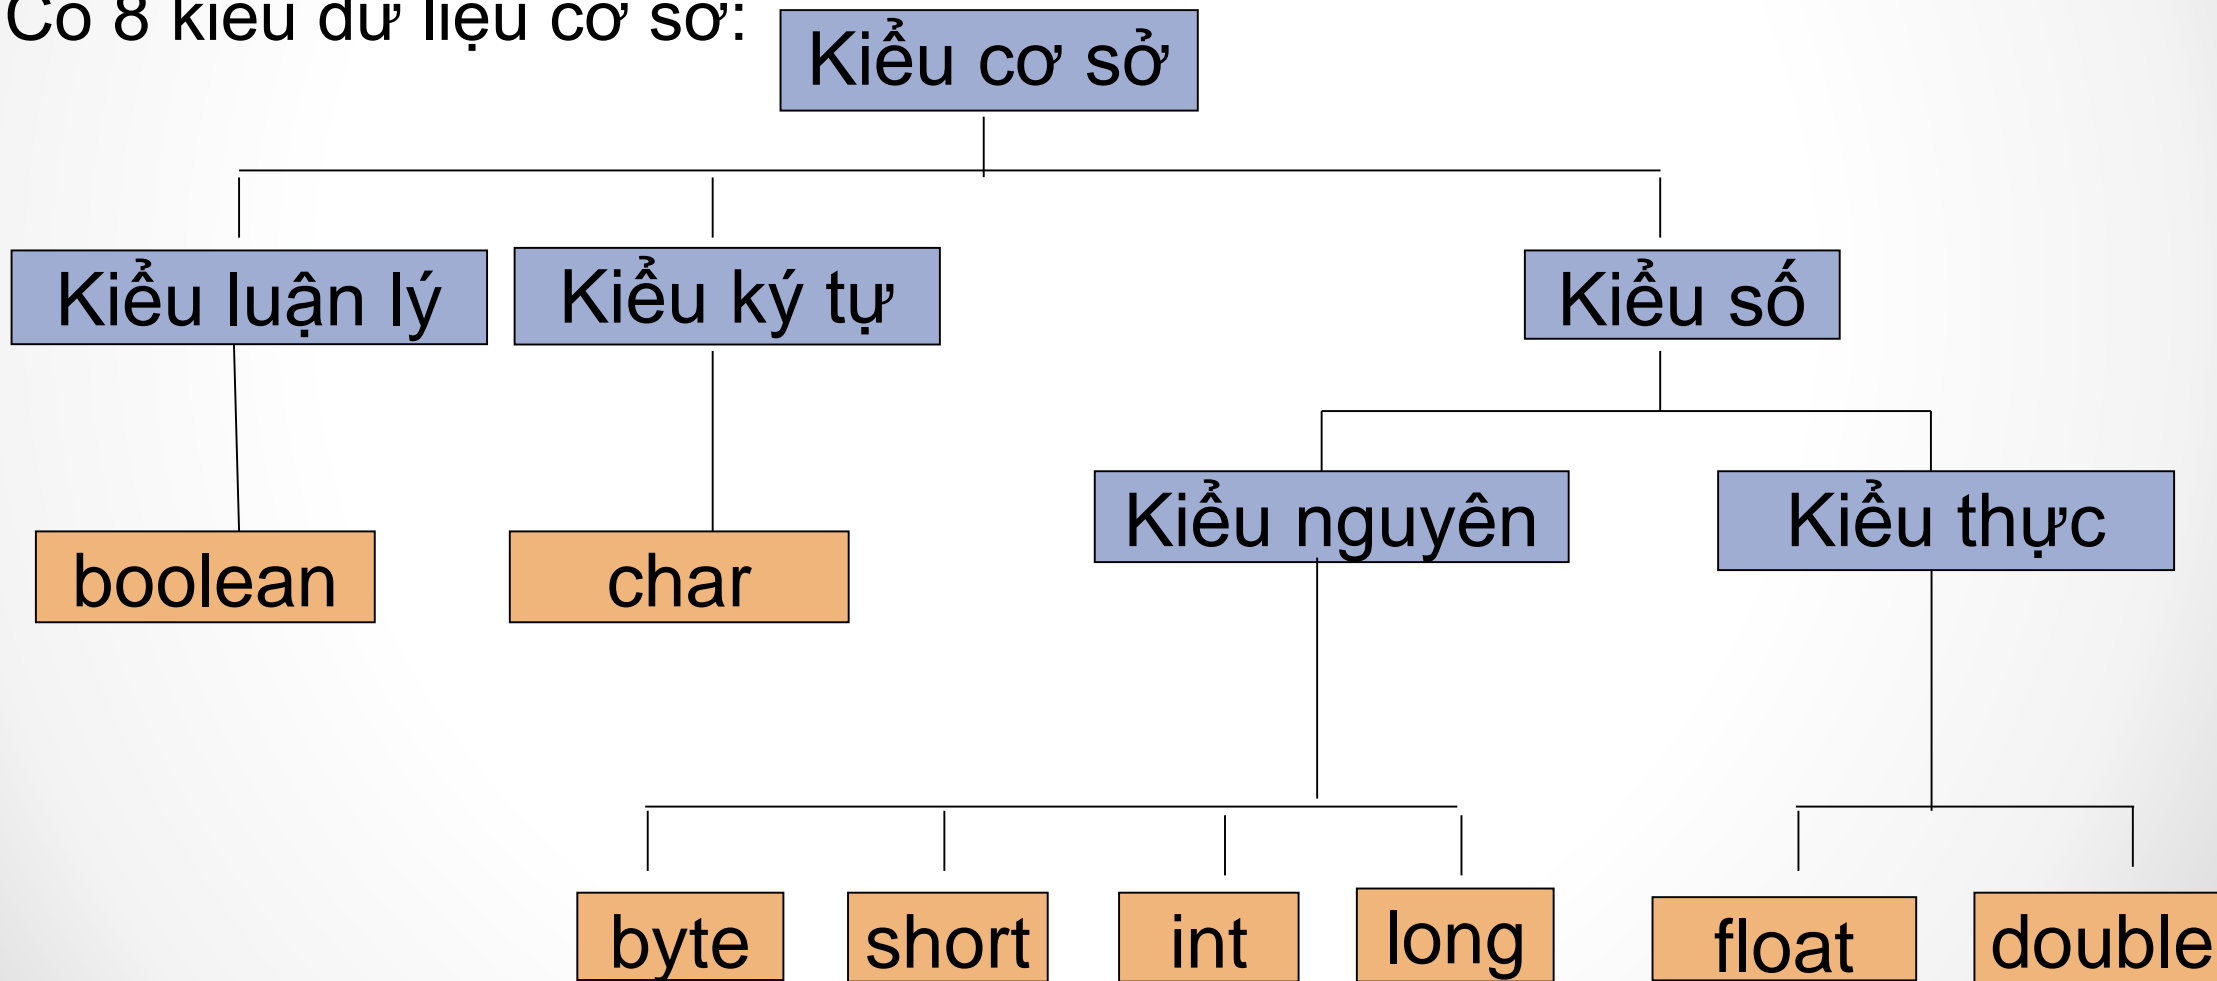 Có 8 kiểu dữ liệu cơ sở:
Kiểu cơ sở
Kiểu luận lý
Kiểu ký tự
Kiểu số
Kiểu nguyên
Kiểu thực
boolean
char
byte
short
int
long
float
double